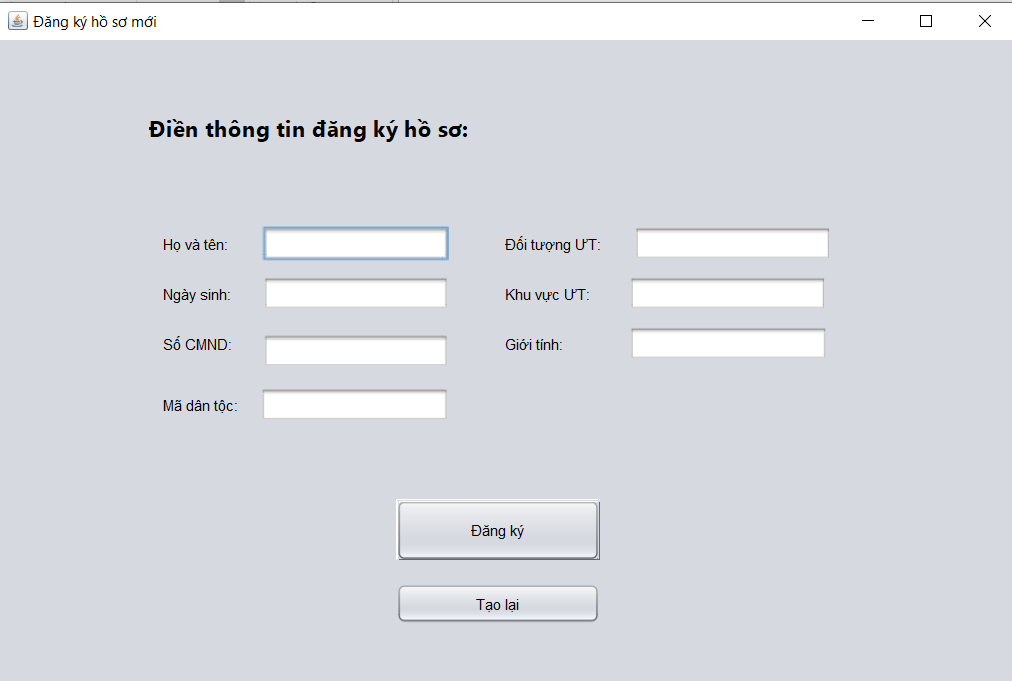 Đăng ký hồ sơ mới
Điền thông tin đăng ký hồ sơ:
Họ và tên:
Đối tượng ƯT:
Ngày sinh:
Khu vực ƯT:
Số CMND:
Giới tính:
Mã dân tộc:
Đăng ký
Tạo lại